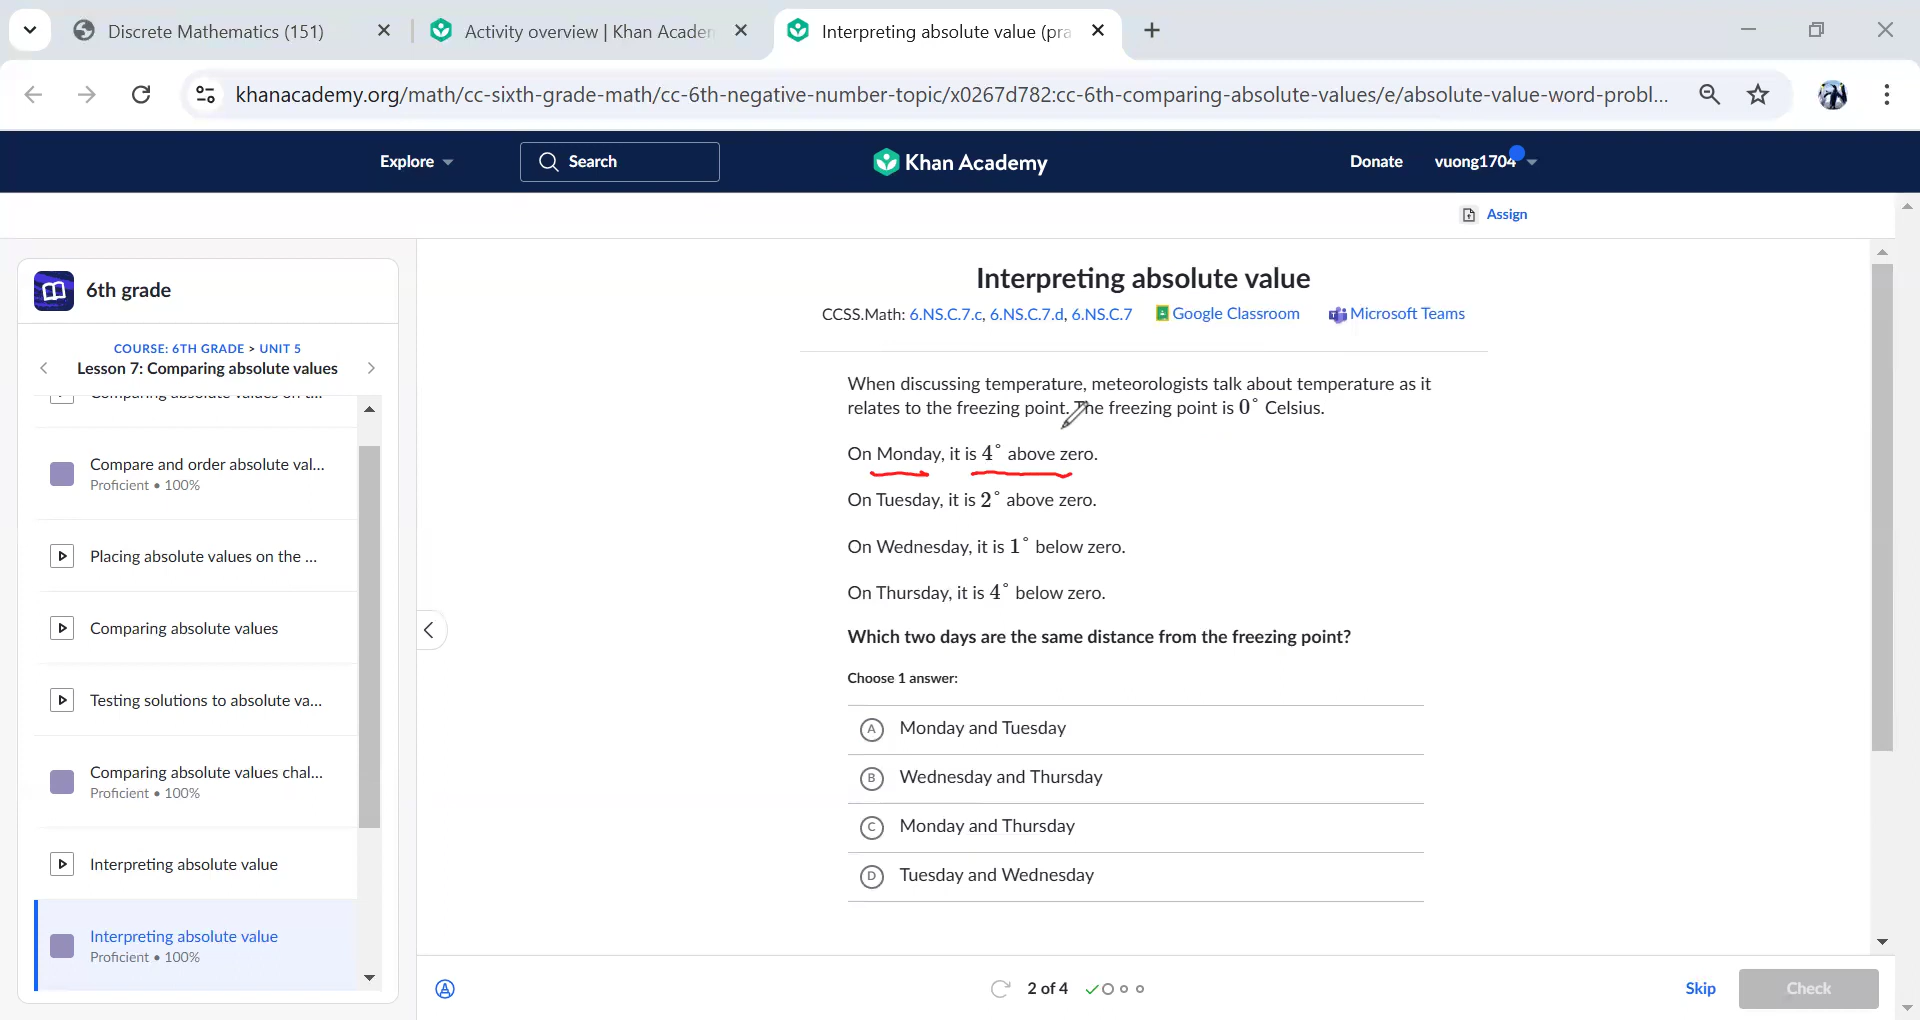 Discrete Mathematics (151)
Activity overview | Khan Acader
Interpreting absolute value (pra
khanacademy.org/math/cc-sixth-grade-math/cc-6th-negative-number-topic/x0267d782:cc-6th-comparing-absolute-values/e/absolute-value-word-probl...
Explore
Search
Khan Academy
Donate
vuong1704
Assign
6th grade
COURSE: 6TH GRADE > UNIT 5
Lesson 7: Comparing absolute values
Comparing absolute values on t...
Compare and order absolute val...
Proficient • 100%
Placing absolute values on the ...
Comparing absolute values
Testing solutions to absolute va...
Comparing absolute values chal...
Proficient • 100%
Interpreting absolute value
Interpreting absolute value
Proficient • 100%
Interpreting absolute value
CCSS.Math: 6.NS.C.7.c, 6.NS.C.7.d, 6.NS.C.7 Google Classroom Microsoft Teams
When discussing temperature, meteorologists talk about temperature as it
relates to the freezing point. The freezing point is 0° Celsius.
On Monday, it is 4° above zero.
On Tuesday, it is 2° above zero.
On Wednesday, it is 1° below zero.
On Thursday, it is 4° below zero.
Which two days are the same distance from the freezing point?
Choose 1 answer:
A Monday and Tuesday
B Wednesday and Thursday
C Monday and Thursday
D Tuesday and Wednesday
2 of 4
Skip
Check